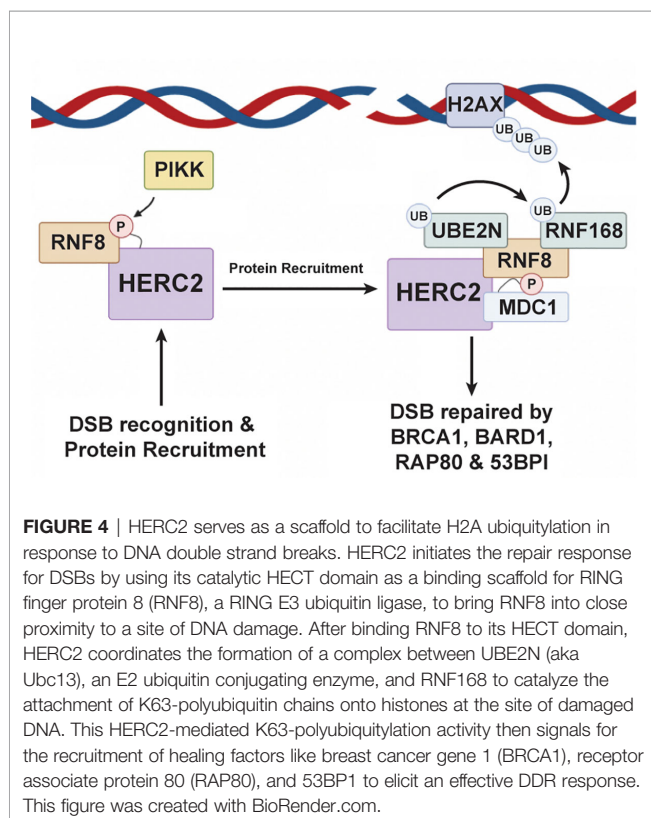 H2AX
UB
UB
UB
PIKK
P
RNF8
HERC2
Protein Recruitment
UB
UBE2N
UB
RNF168
RNF8
HERC2
P
MDC1
DSB recognition &
Protein Recruitment
DSB repaired by
BRCA1, BARD1,
RAP80 & 53BPI
FIGURE 4 | HERC2 serves as a scaffold to facilitate H2A ubiquitylation in
response to DNA double strand breaks. HERC2 initiates the repair response
for DSBs by using its catalytic HECT domain as a binding scaffold for RING
finger protein 8 (RNF8), a RING E3 ubiquitin ligase, to bring RNF8 into close
proximity to a site of DNA damage. After binding RNF8 to its HECT domain,
HERC2 coordinates the formation of a complex between UBE2N (aka
Ubc13), an E2 ubiquitin conjugating enzyme, and RNF168 to catalyze the
attachment of K63-polyubiquitin chains onto histones at the site of damaged
DNA. This HERC2-mediated K63-polyubiquitylation activity then signals for
the recruitment of healing factors like breast cancer gene 1 (BRCA1), receptor
associate protein 80 (RAP80), and 53BP1 to elicit an effective DDR response.
This figure was created with BioRender.com.